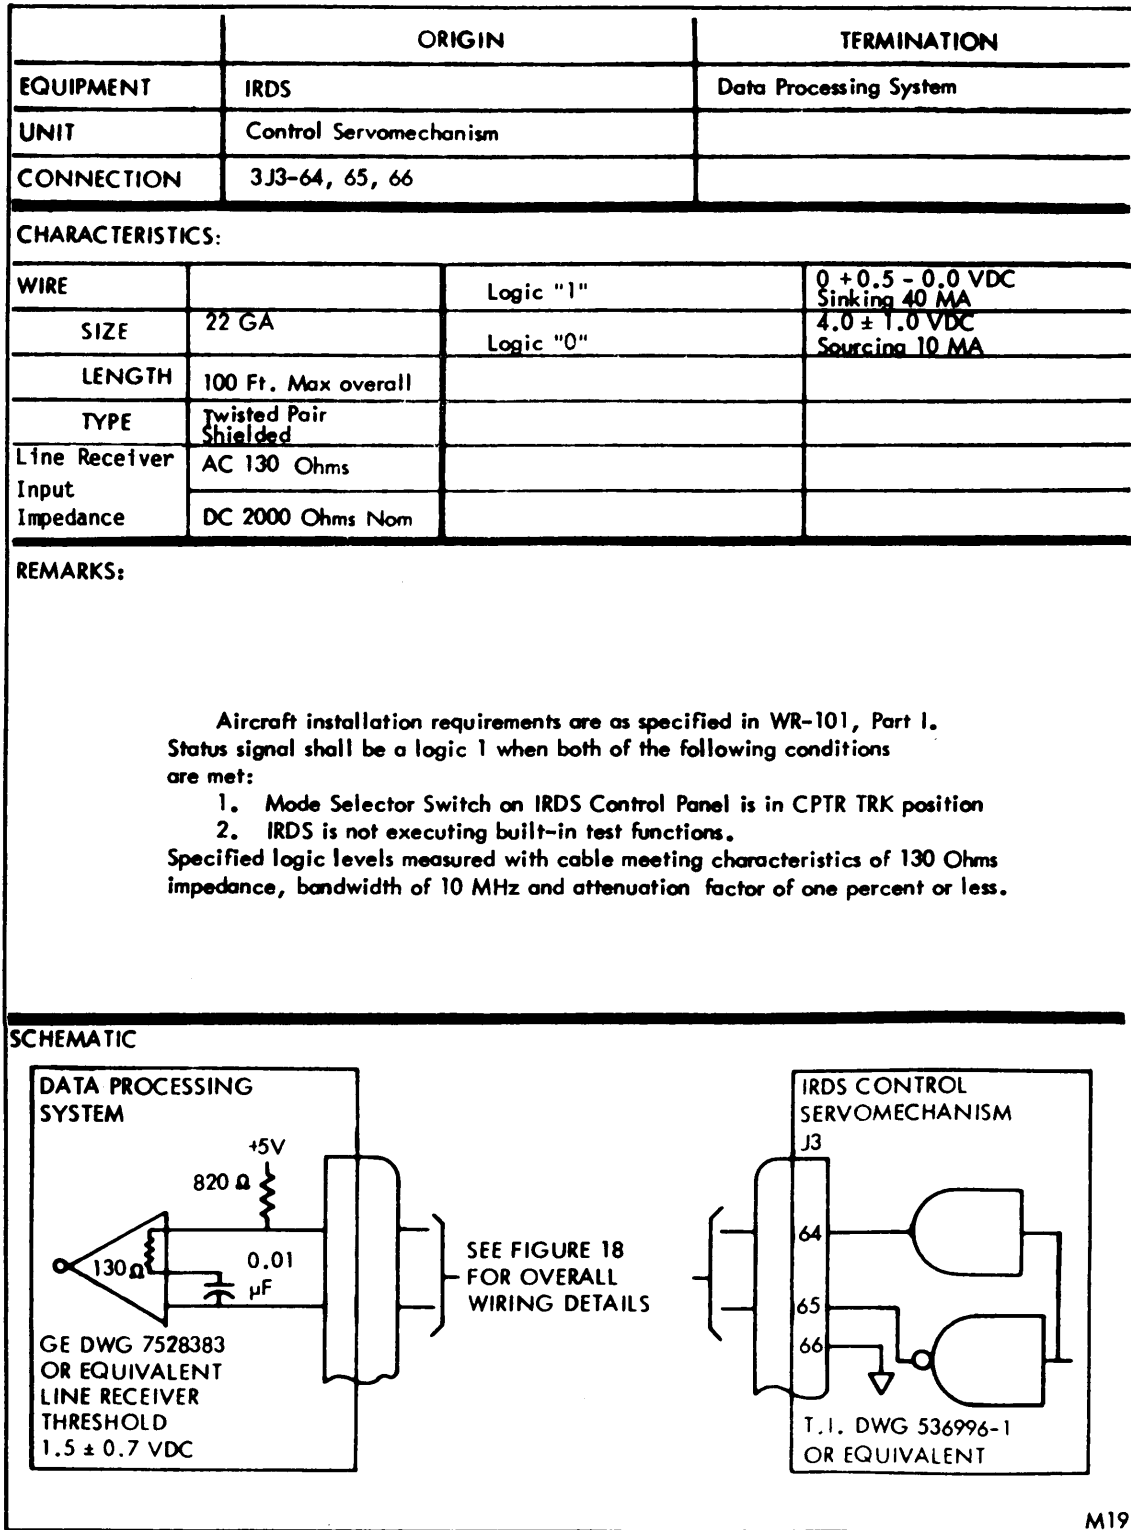 ORIGIN TERMINATION
EQUIPMENT IRDS Data Processing System
UNIT Control Servomechanism
CONNECTION 3J3-64, 65, 66
CHARACTERISTICS:
WIRE Logic "1" 0 +0.5 - 0.0 VDC
Sinking 40 MA
SIZE 22 GA Logic "0" 4.0 ± 1.0 VDC
Sourcing 10 MA
LENGTH 100 Ft. Max overall
TYPE Twisted Pair
Shielded
Line Receiver AC 130 Ohms
Input
Impedance DC 2000 Ohms Nom
REMARKS:
Aircraft installation requirements are as specified in WR-101, Part I.
Status signal shall be a logic 1 when both of the following conditions
are met:
1. Mode Selector Switch on IRDS Control Panel is in CPTR TRK position
2. IRDS is not executing built-in test functions.
Specified logic levels measured with cable meeting characteristics of 130 Ohms
impedance, bandwidth of 10 MHz and attenuation factor of one percent or less.
SCHEMATIC
DATA PROCESSING
SYSTEM
+5V
820 Ω
130 Ω
0.01
µF
GE DWG 7528383
OR EQUIVALENT
LINE RECEIVER
THRESHOLD
1.5 ± 0.7 VDC
SEE FIGURE 18
FOR OVERALL
WIRING DETAILS
IRDS CONTROL
SERVOMECHANISM
J3
64
65
66
T.I. DWG 536996-1
OR EQUIVALENT
M19